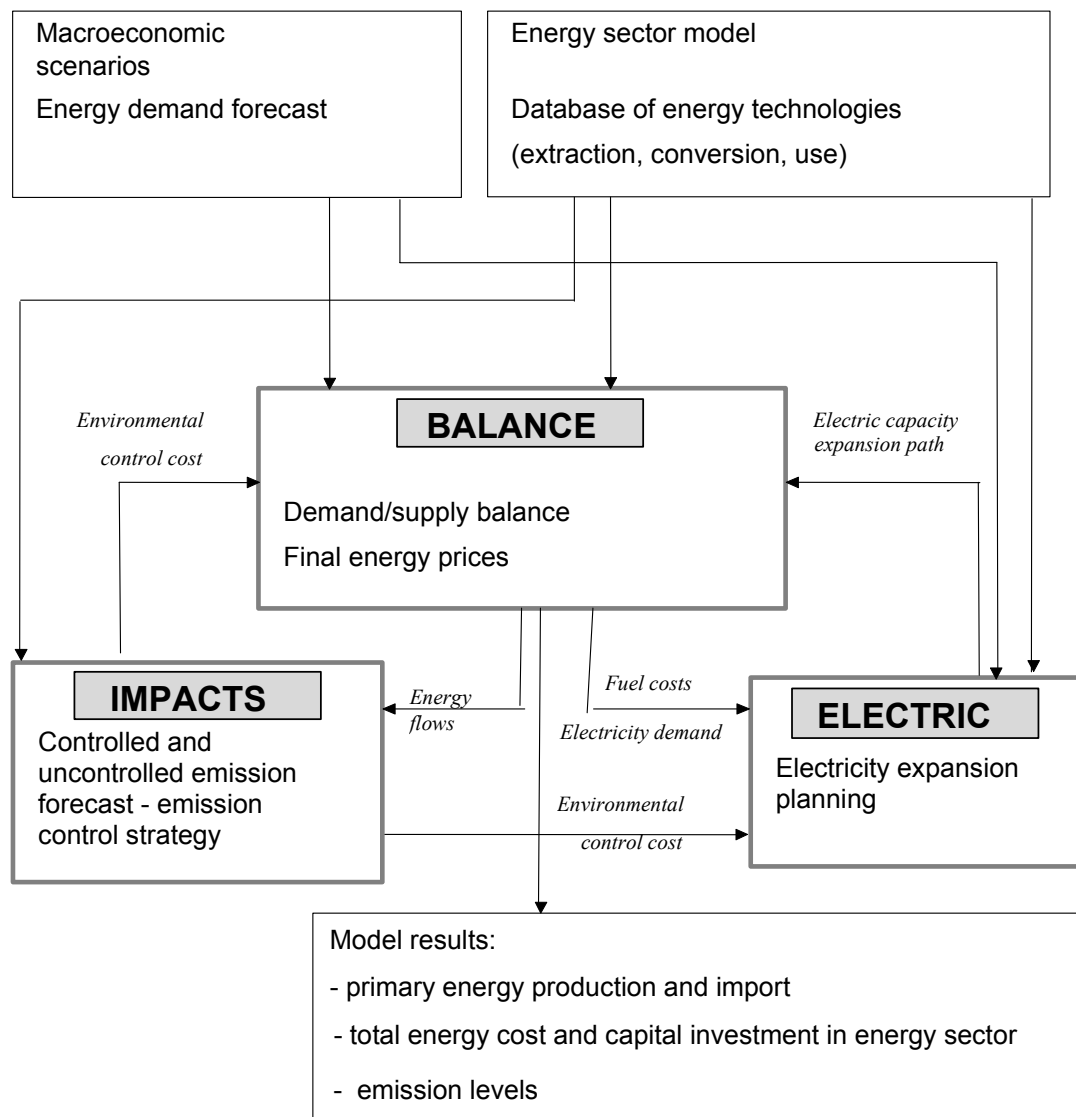 Macroeconomic
scenarios
Energy demand forecast
Energy sector model
Database of energy technologies
(extraction, conversion, use)
Environmental
control cost
BALANCE
Demand/supply balance
Final energy prices
Electric capacity
expansion path
IMPACTS
Controlled and
uncontrolled emission
forecast - emission
control strategy
Energy
flows
Fuel costs
Electricity demand
Environmental
control cost
ELECTRIC
Electricity expansion
planning
Model results:
- primary energy production and import
- total energy cost and capital investment in energy sector
- emission levels